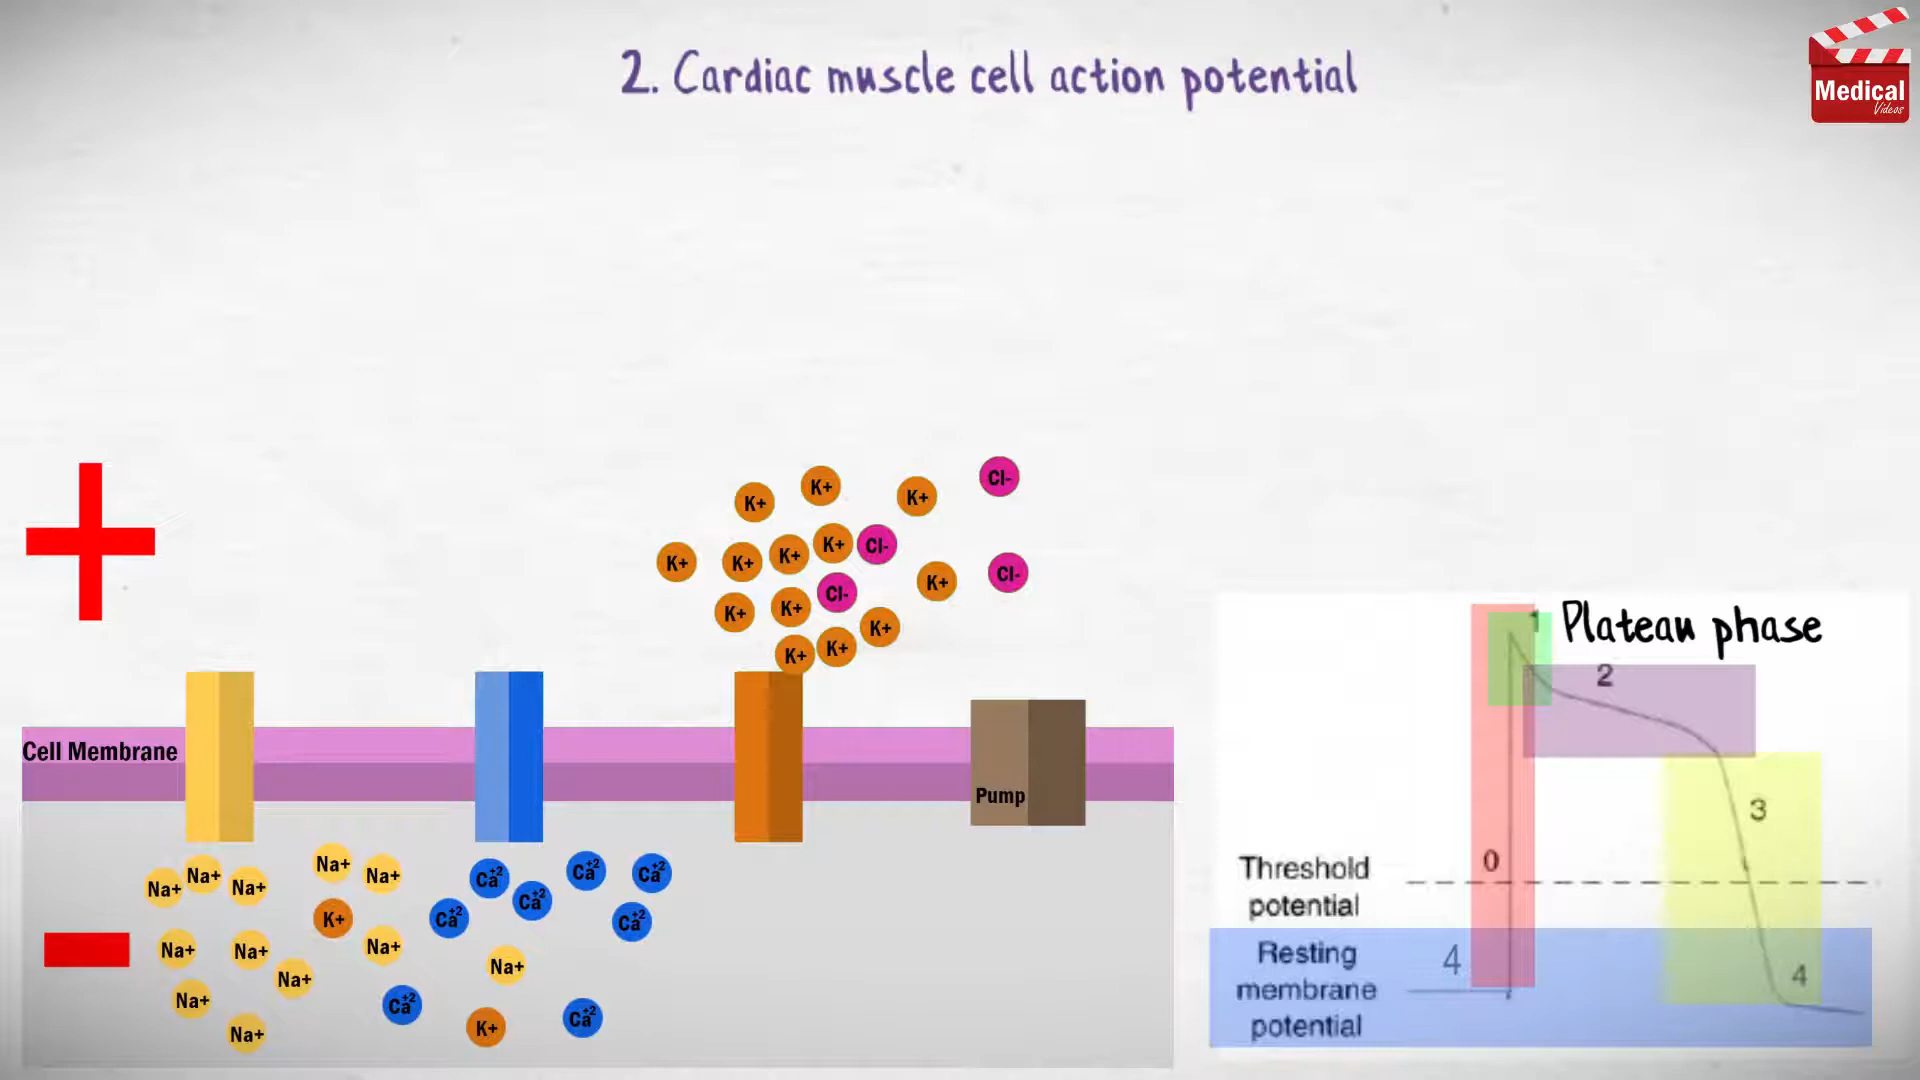 2. Cardiac muscle cell action potential
Medical
Videos
Cl-
K+
K+
K+
K+
Cl-
K+
K+
K+
Cl-
K+
Cl-
K+
K+
K+
K+
K+
1
Plateau phase
2
Cell Membrane
Pump
3
0
Threshold
potential
Na+
Na+
Na+
Na+
Na+
Ca+2
Ca+2
Ca+2
Ca+2
K+
Ca+2
Ca+2
Na+
Na+
Na+
Na+
Na+
Resting
membrane
potential
4
4
Na+
Ca+2
Na+
K+
Ca+2